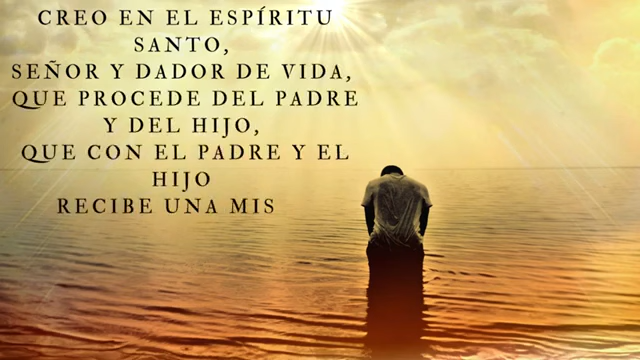 CREO EN EL ESPÍRITU
SANTO,
SEÑOR Y DADOR DE VIDA,
QUE PROCEDE DEL PADRE
Y DEL HIJO,
QUE CON EL PADRE Y EL
HIJO
RECIBE UNA MIS